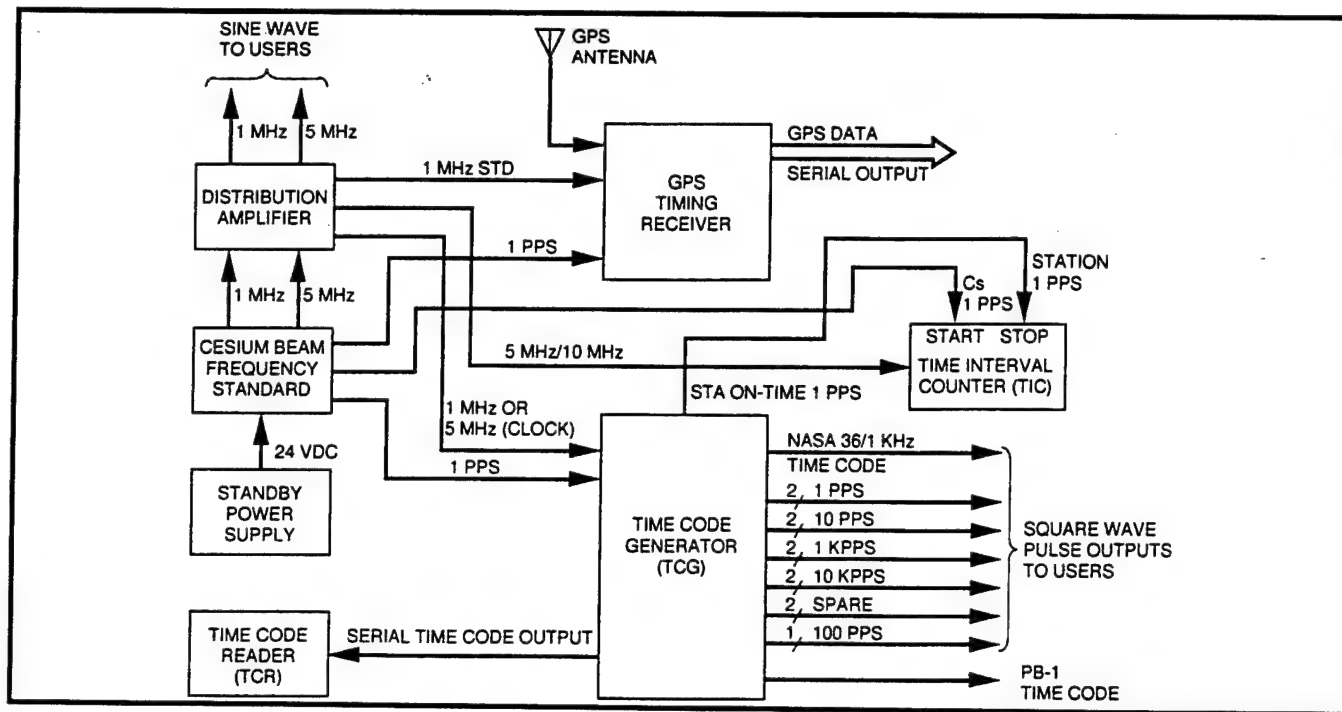 SINE WAVE
TO USERS
GPS
ANTENNA
1 MHz
5 MHz
DISTRIBUTION
AMPLIFIER
1 MHz STD
GPS
TIMING
RECEIVER
GPS DATA
SERIAL OUTPUT
1 PPS
1 MHz
5 MHz
Cs
1 PPS
STATION
1 PPS
CESIUM BEAM
FREQUENCY
STANDARD
START
STOP
TIME INTERVAL
COUNTER (TIC)
5 MHz/10 MHz
STA ON-TIME 1 PPS
1 MHz OR
5 MHz (CLOCK)
24 VDC
1 PPS
STANDBY
POWER
SUPPLY
TIME CODE
GENERATOR
(TCG)
NASA 36/1 KHz
TIME CODE
2/ 1 PPS
2/ 10 PPS
2/ 1 KPPS
2/ 10 KPPS
2/ SPARE
1/ 100 PPS
SQUARE WAVE
PULSE OUTPUTS
TO USERS
TIME CODE
READER
(TCR)
SERIAL TIME CODE OUTPUT
PB-1
TIME CODE